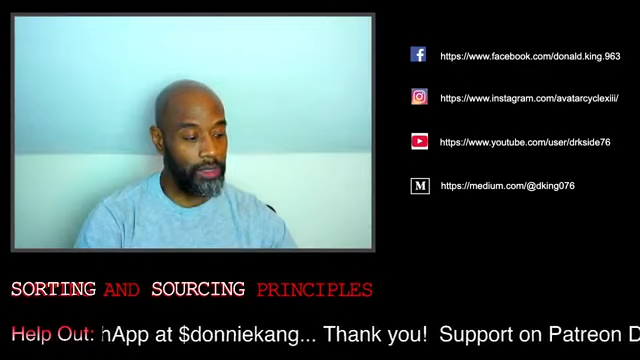 https://www.facebook.com/donald.king.963
https://www.instagram.com/avatarcyclexiii/
https://www.youtube.com/user/drkside76
M https://medium.com/@dking076
SORTING AND SOURCING PRINCIPLES
Help Out: hApp at $donniekang... Thank you! Support on Patreon D